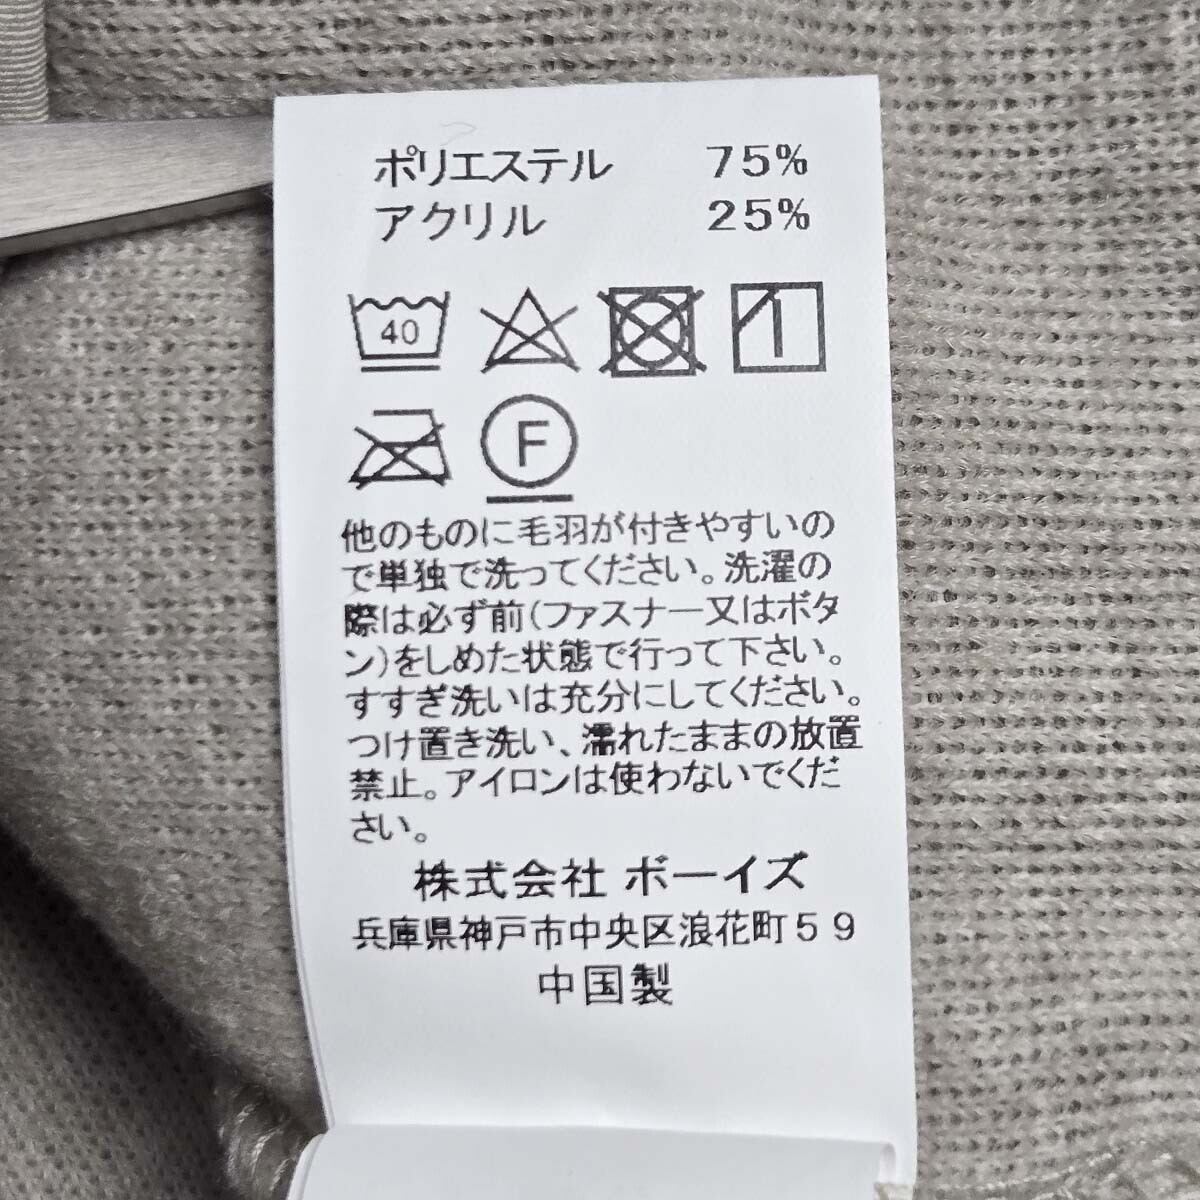 ポリエステル 75%
アクリル 25%
40
F
他のものに毛羽が付きやすいの
で単独で洗ってください。洗濯の
際は必ず前(ファスナー又はボタ
ン)をしめた状態で行って下さい。
すすぎ洗いは充分にしてください。
つけ置き洗い、濡れたままの放置
禁止。アイロンは使わないでくだ
さい。
株式会社 ボーイズ
兵庫県神戸市中央区浪花町59
中国製